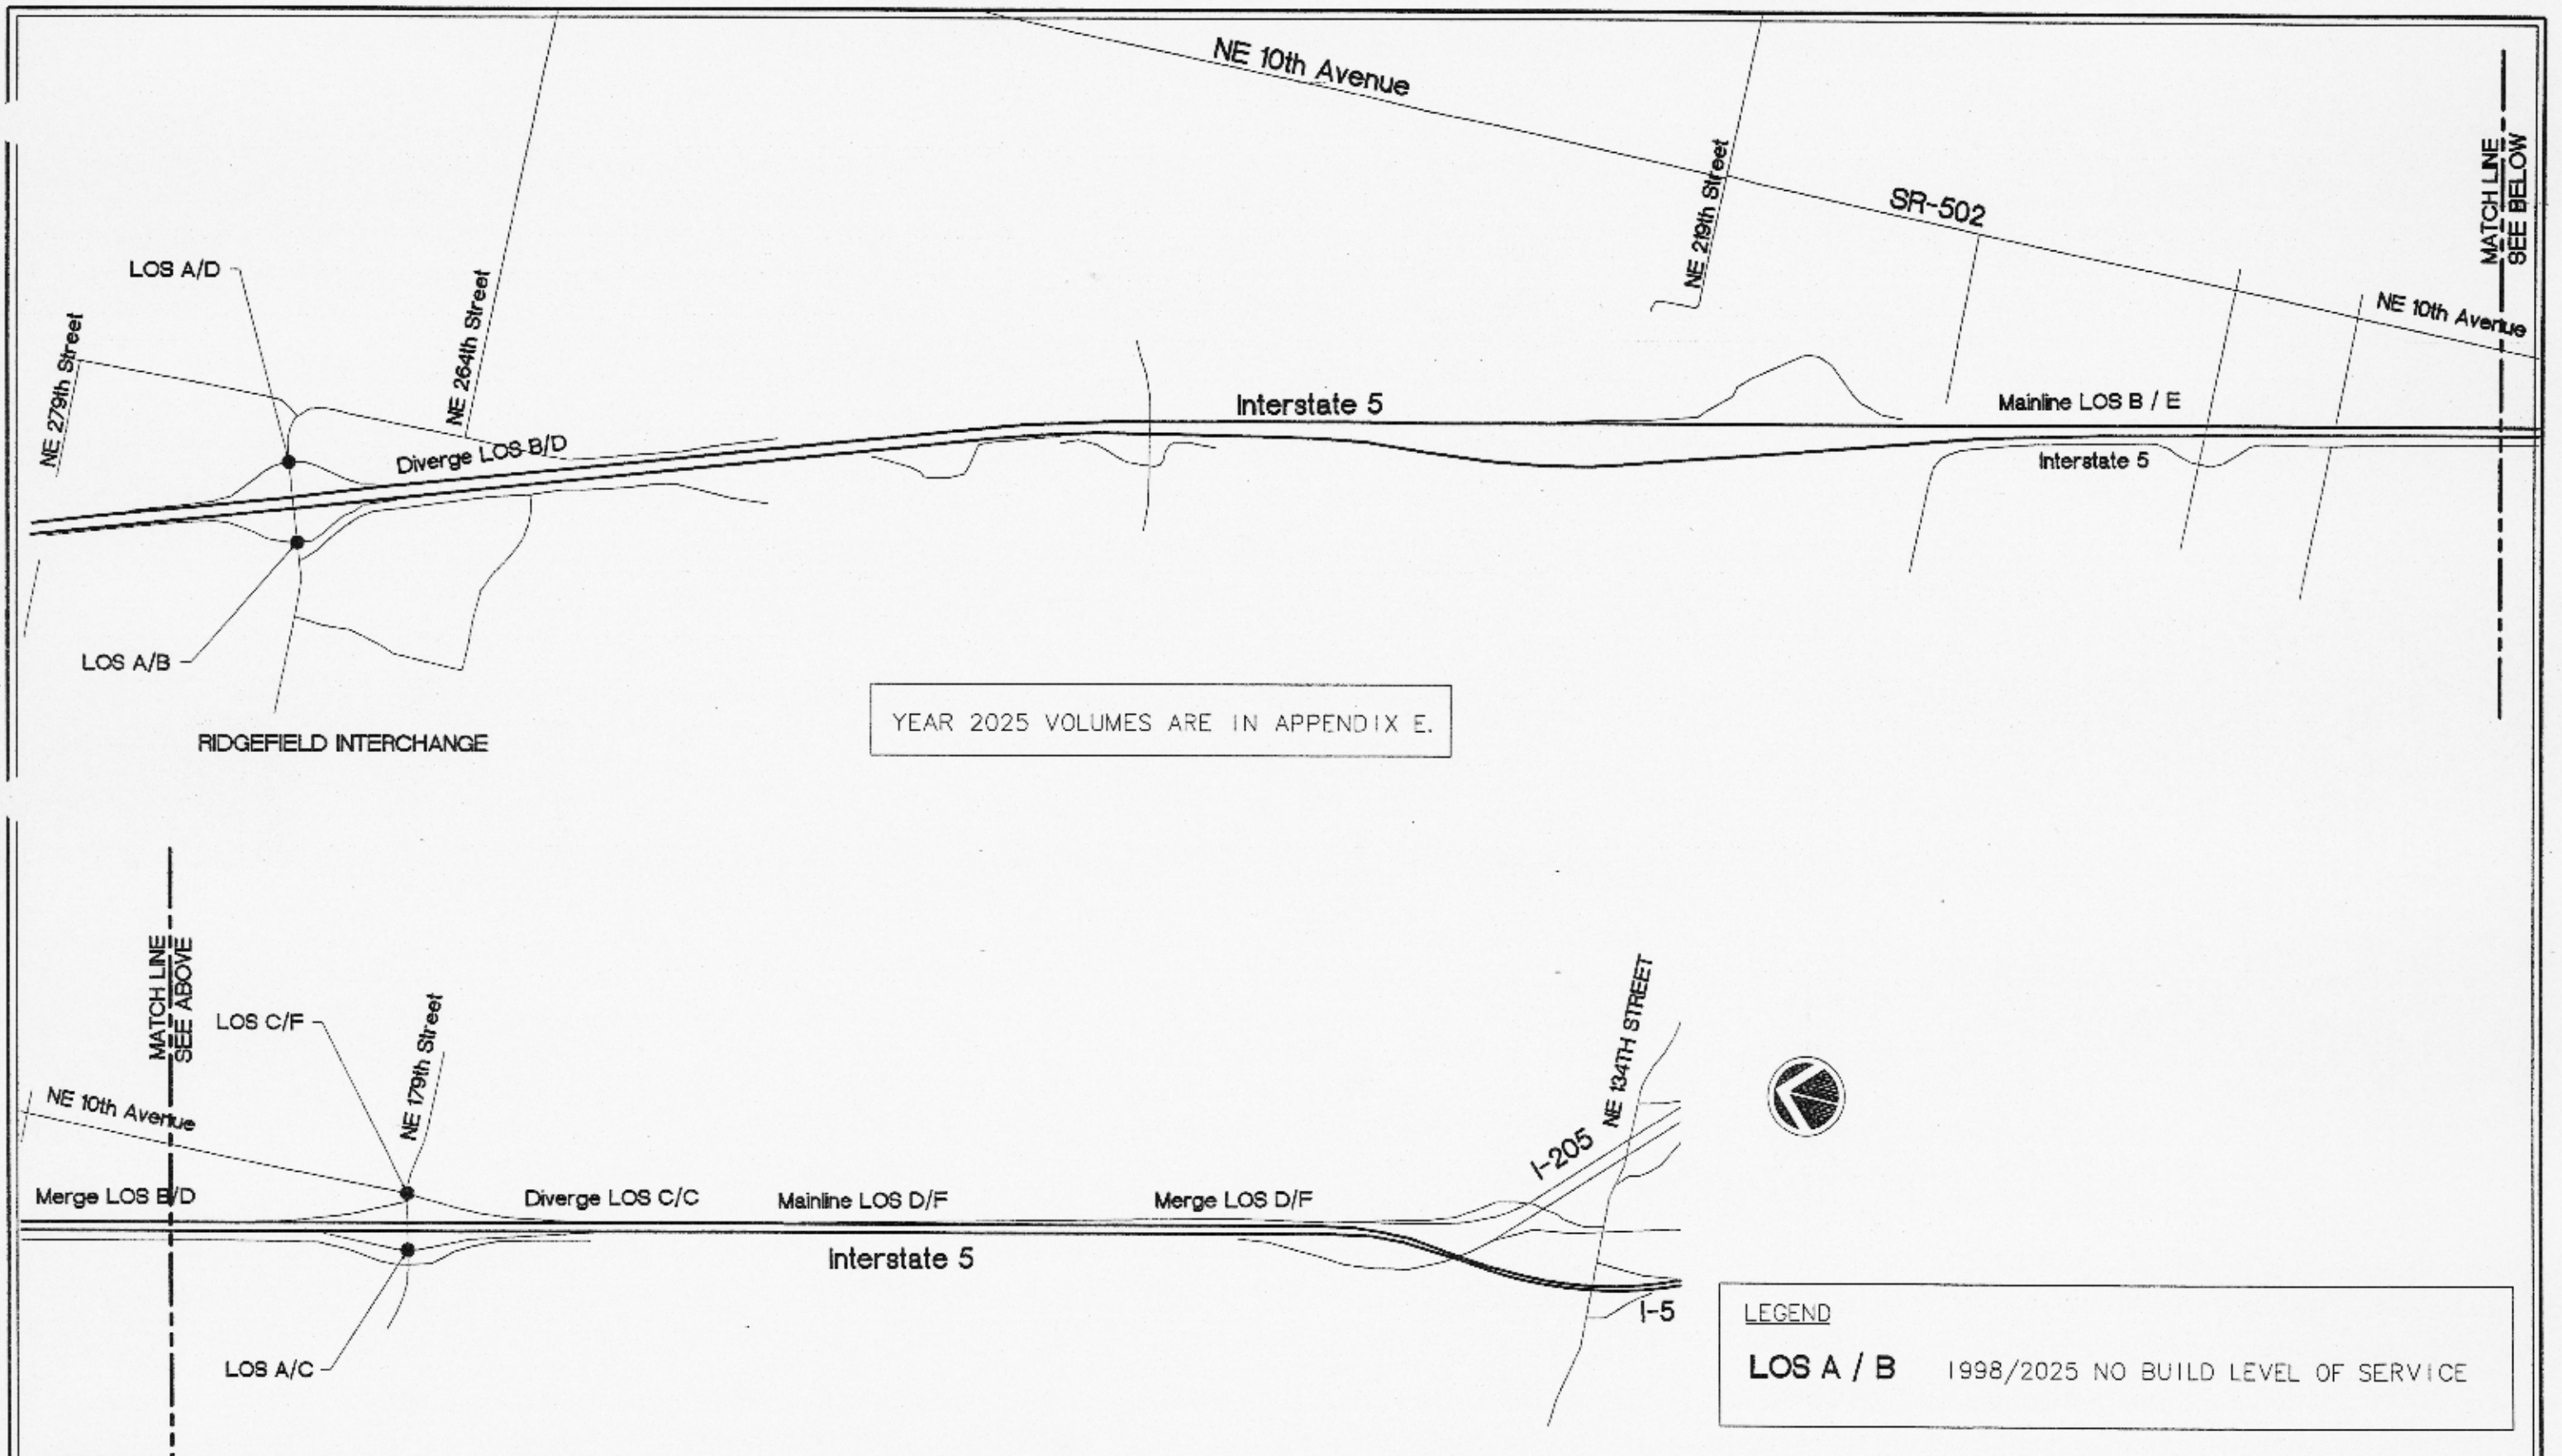 NE 10th Avenue
NE 219th Street
SR-502
MATCH LINE
SEE BELOW
LOS A/D
NE 279th Street
NE 264th Street
NE 10th Avenue
Interstate 5
Mainline LOS B / E
Diverge LOS B/D
Interstate 5
LOS A/B
RIDGEFIELD INTERCHANGE
YEAR 2025 VOLUMES ARE IN APPENDIX E.
MATCH LINE
SEE ABOVE
LOS C/F
NE 179th Street
NE 134TH STREET
NE 10th Avenue
I-205
Merge LOS B/D
Diverge LOS C/C
Mainline LOS D/F
Merge LOS D/F
Interstate 5
I-5
LOS A/C
LEGEND
LOS A / B 1998/2025 NO BUILD LEVEL OF SERVICE